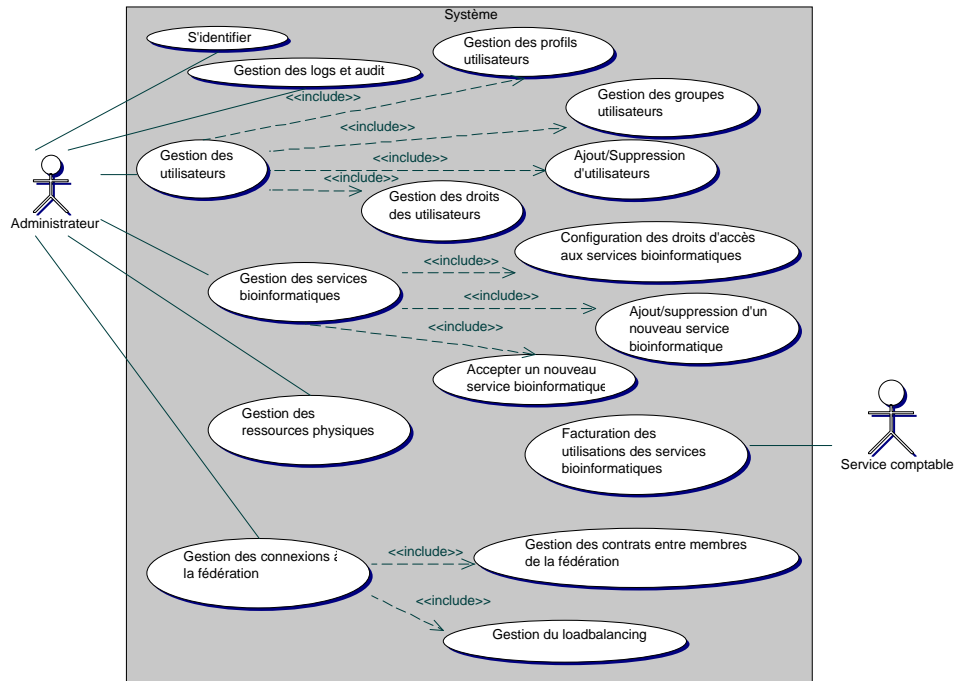 Système
S'identifier
Gestion des profils
utilisateurs
Gestion des logs et audit
<<include>>
Gestion des groupes
utilisateurs
<<include>>
Gestion des
utilisateurs
<<include>>
Ajout/Suppression
d'utilisateurs
<<include>>
Gestion des droits
des utilisateurs
Administrateur
Configuration des droits d'accès
aux services bioinformatiques
<<include>>
Gestion des services
bioinformatiques
<<include>>
Ajout/suppression d'un
nouveau service
bioinformatique
<<include>>
Accepter un nouveau
service bioinformatique
Gestion des
ressources physiques
Facturation des
utilisations des services
bioinformatiques
Service comptable
Gestion des connexions à
la fédération
<<include>>
Gestion des contrats entre membres
de la fédération
<<include>>
Gestion du loadbalancing